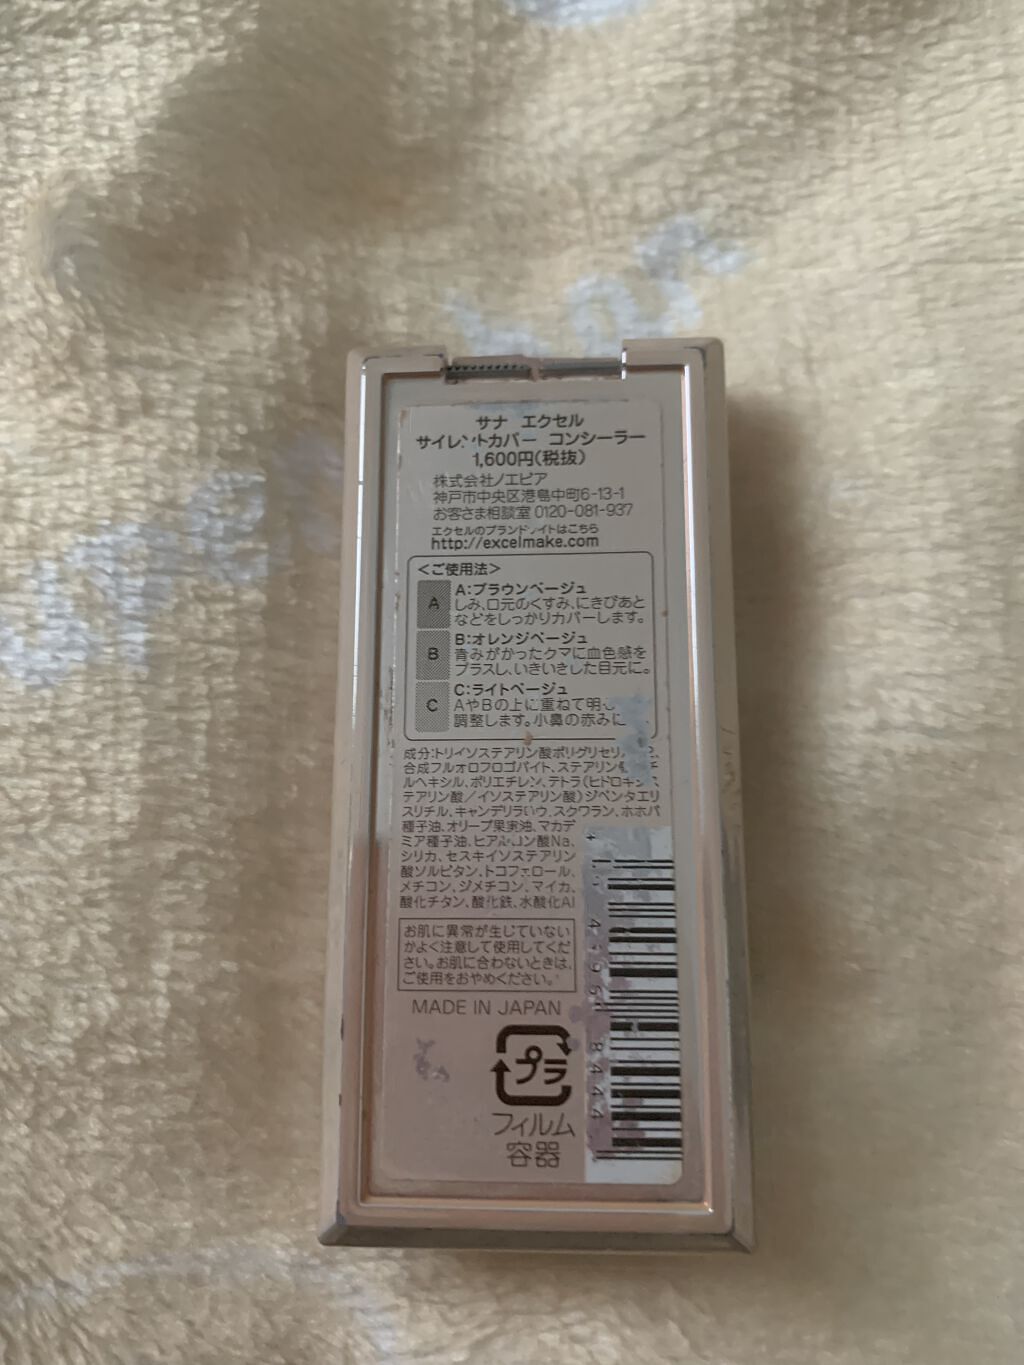 サナ エクセル
サイレントカバー コンシーラー
1,600円(税抜)
株式会社ノエビア
神戸市中央区港島中町6-13-1
お客さま相談室 0120-081-937
エクセルのブランドサイトはこちら
http://excelmake.com
<ご使用法>
A
A:ブラウンベージュ
しみ、口元のくすみ、にきびあと
などをしっかりカバーします。
B
B:オレンジベージュ
青みがかったクマに血色感を
プラスし、いきいきした目元に。
C
C:ライトベージュ
AやBの上に重ねて明
調整します。小鼻の赤みに
成分:トリイソステアリン酸ポリグリセリ
合成フルオロフロゴパイト、ステアリン
ルヘキシル、ポリエチレン、テトラ(ヒドロキシス
テアリン酸/イソステアリン酸)ジペンタエリ
スリチル、キャンデリラロウ、スクワラン、ホホバ
種子油、オリーブ果実油、マカデ
ミア種子油、ヒアルロン酸Na、
シリカ、セスキイソステアリン
酸ソルビタン、トコフェロール、
メチコン、ジメチコン、マイカ、
酸化チタン、酸化鉄、水酸化Al
お肌に異常が生じていない
かよく注意して使用してくだ
さい。お肌に合わないときは、
ご使用をおやめください。
MADE IN JAPAN
プラ
フィルム
容器